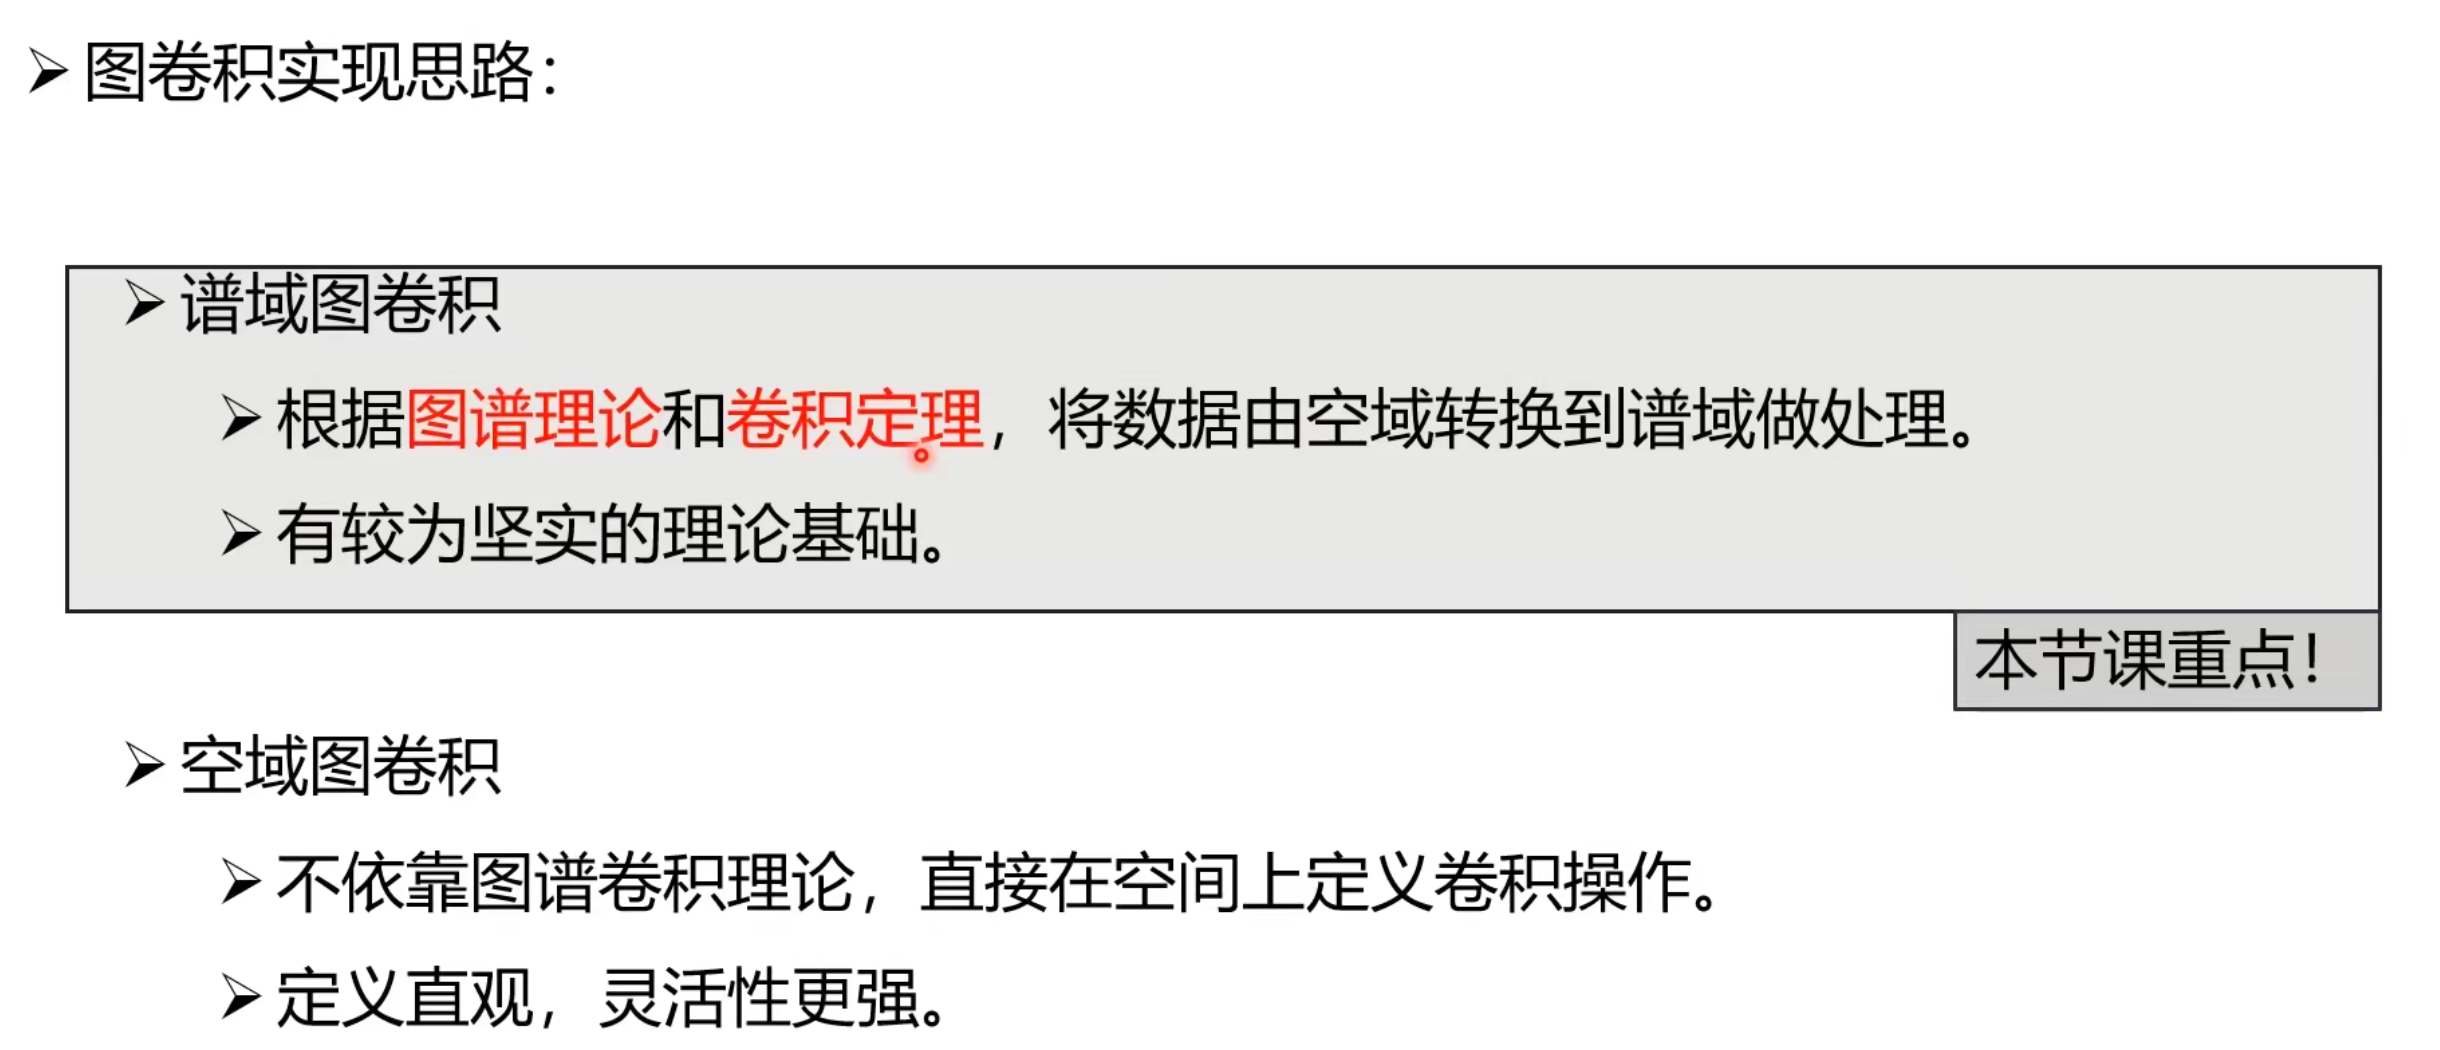 图卷积实现思路：
谱域图卷积
根据图谱理论和卷积定理，将数据由空域转换到谱域做处理。
有较为坚实的理论基础。
本节课重点！
空域图卷积
不依靠图谱卷积理论，直接在空间上定义卷积操作。
定义直观，灵活性更强。